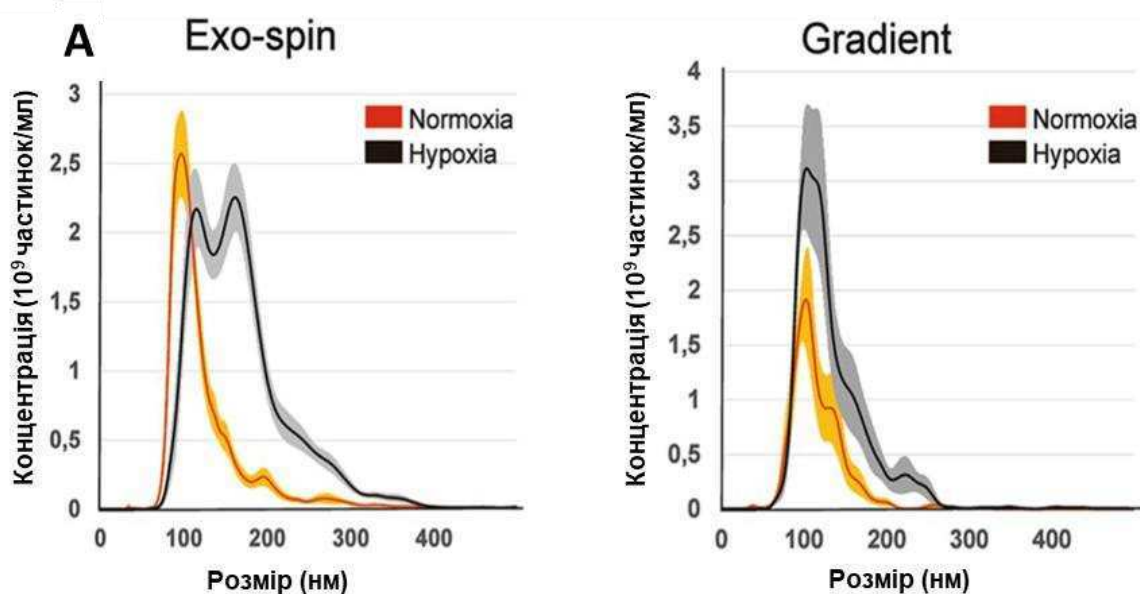 A
Exo-spin
Концентрація (10⁹ частинок/мл)
3
2,5
2
1,5
1
0,5
0
Normoxia
Hypoxia
0 100 200 300 400
Розмір (нм)
Gradient
Концентрація (10⁹ частинок/мл)
4
3,5
3
2,5
2
1,5
1
0,5
0
Normoxia
Hypoxia
0 100 200 300 400
Розмір (нм)